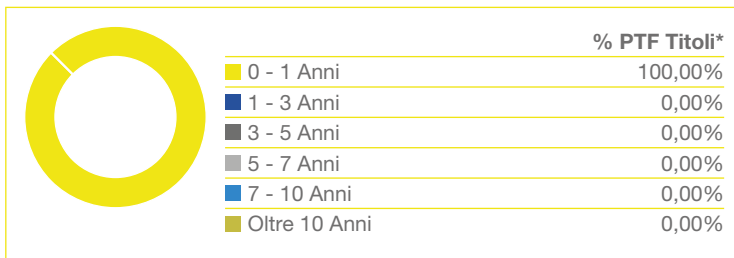 % PTF Titoli*
0 - 1 Anni 100,00%
1 - 3 Anni 0,00%
3 - 5 Anni 0,00%
5 - 7 Anni 0,00%
7 - 10 Anni 0,00%
Oltre 10 Anni 0,00%